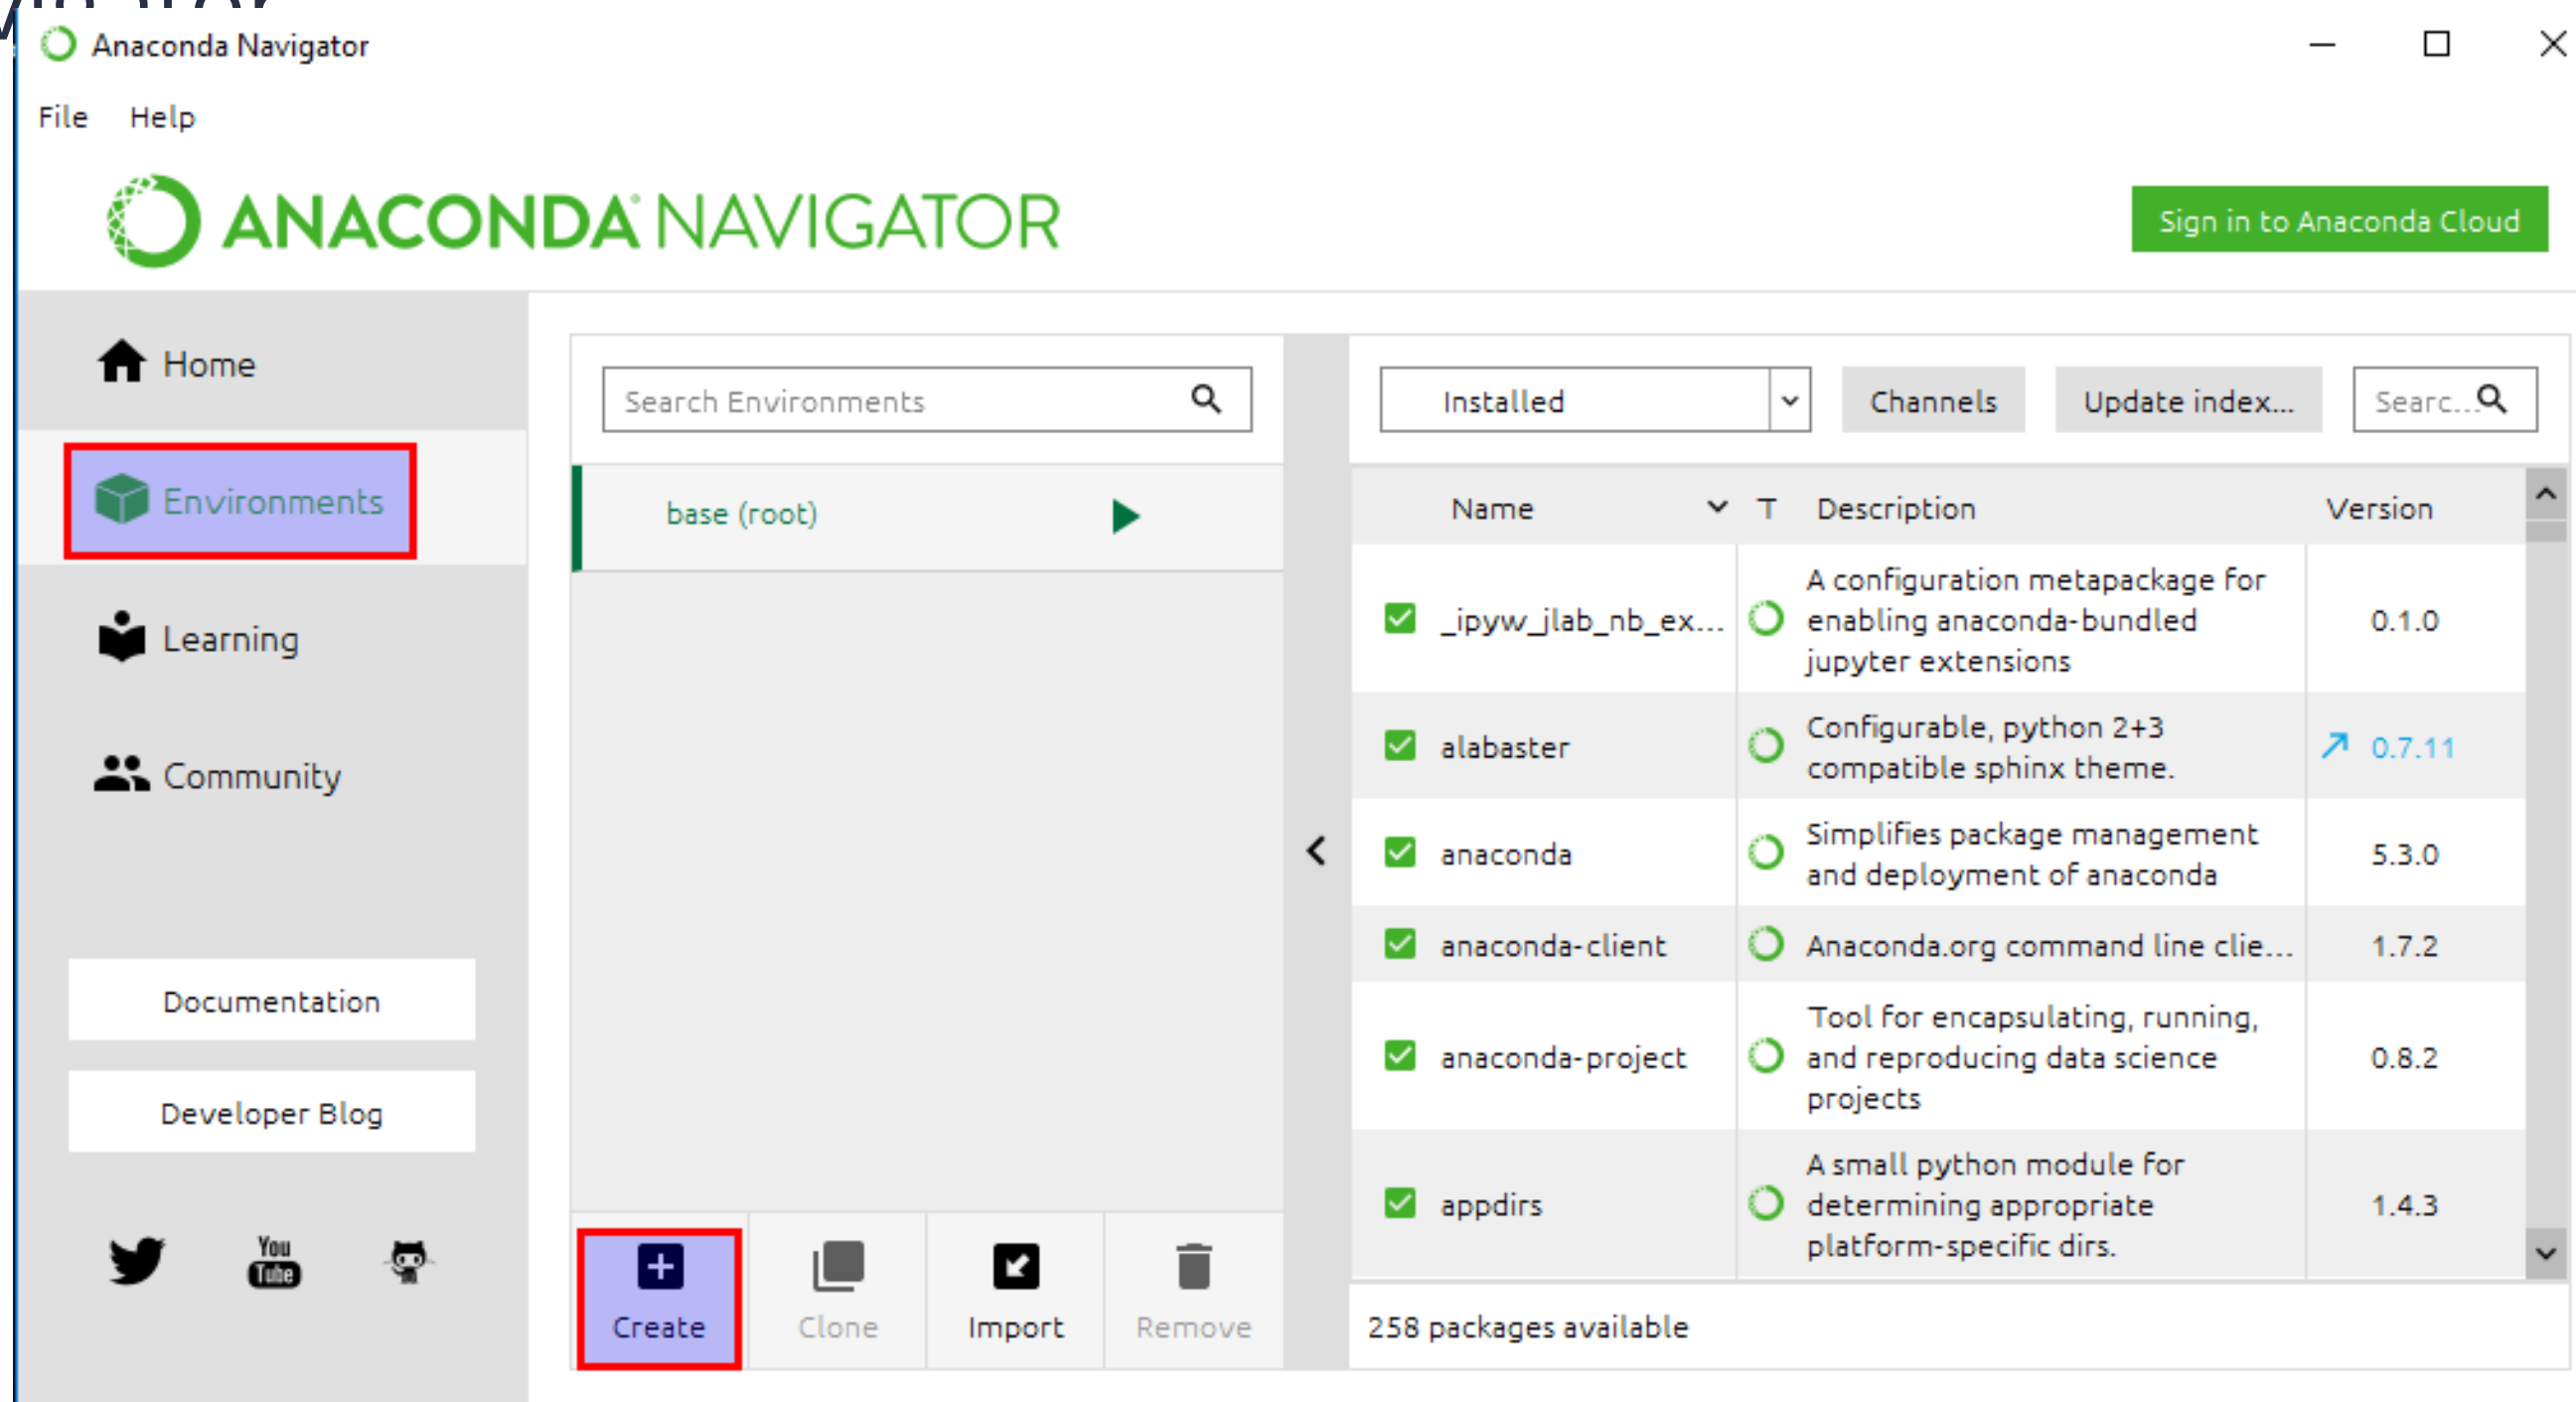 Anaconda Navigator
File Help
ANACONDA NAVIGATOR
Sign in to Anaconda Cloud
Home
Environments
Learning
Community
Documentation
Developer Blog
You
Tube
Search Environments
base (root)
Create Clone Import Remove
Installed Channels Update index... Searc...
Name T Description Version
_ipyw_jlab_nb_ex... A configuration metapackage for
enabling anaconda-bundled
jupyter extensions 0.1.0
alabaster Configurable, python 2+3
compatible sphinx theme. 0.7.11
anaconda Simplifies package management
and deployment of anaconda 5.3.0
anaconda-client Anaconda.org command line clie... 1.7.2
anaconda-project Tool for encapsulating, running,
and reproducing data science
projects 0.8.2
appdirs A small python module for
determining appropriate
platform-specific dirs. 1.4.3
258 packages available